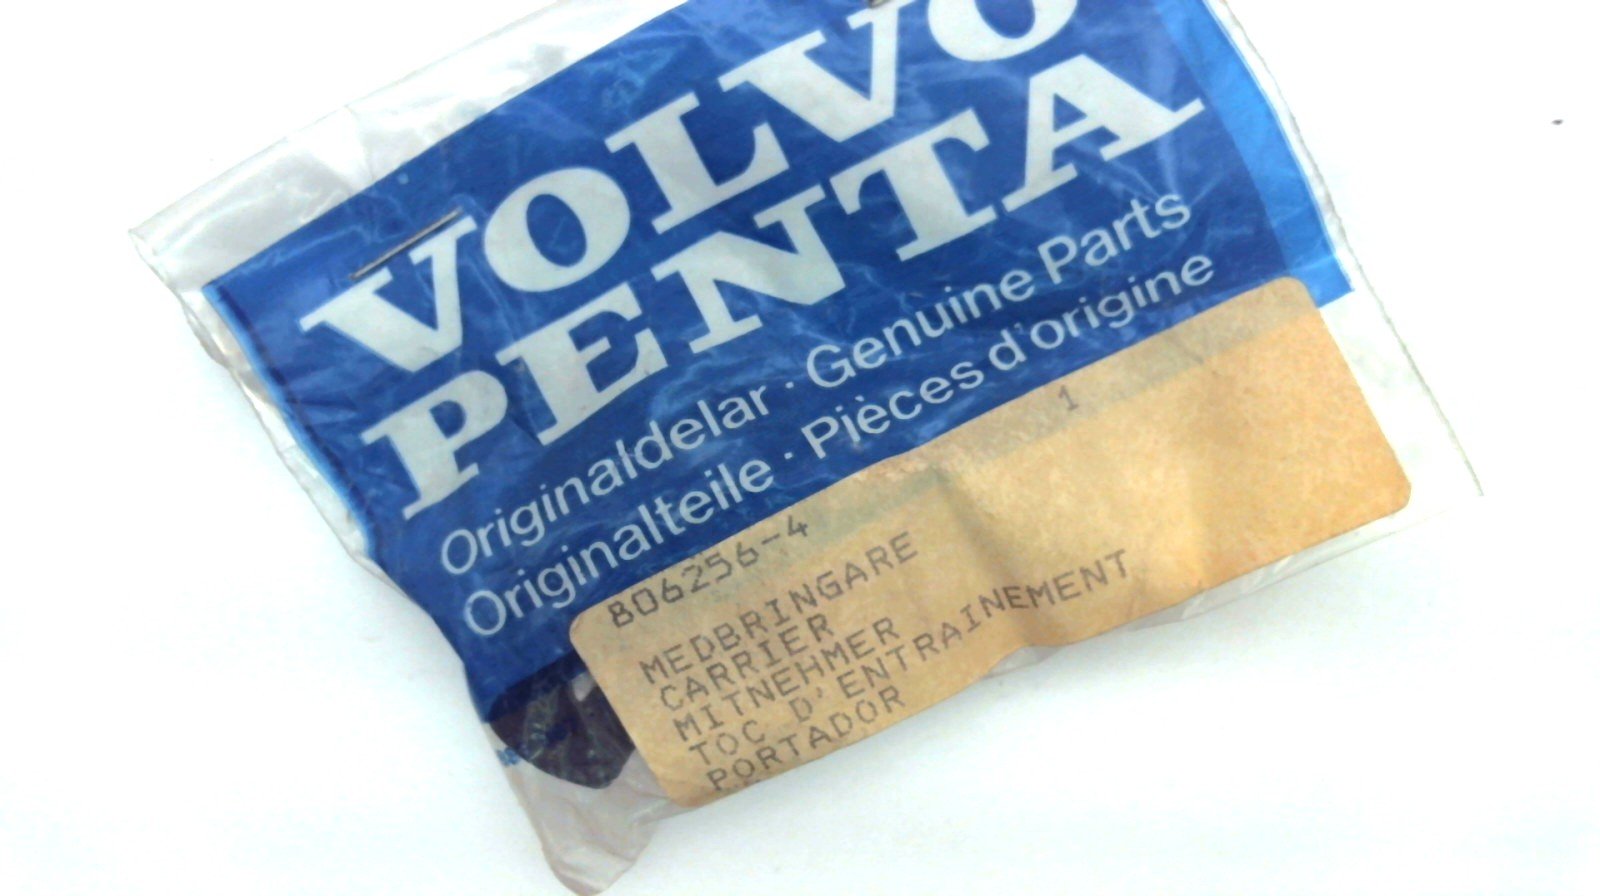 VOLVO
PENTA
Originaldelar · Genuine Parts
Originalteile · Pièces d'origine
1
806256-4
MEDBRINGARE
CARRIER
MITNEHMER
TOC D'ENTRAINEMENT
PORTADOR